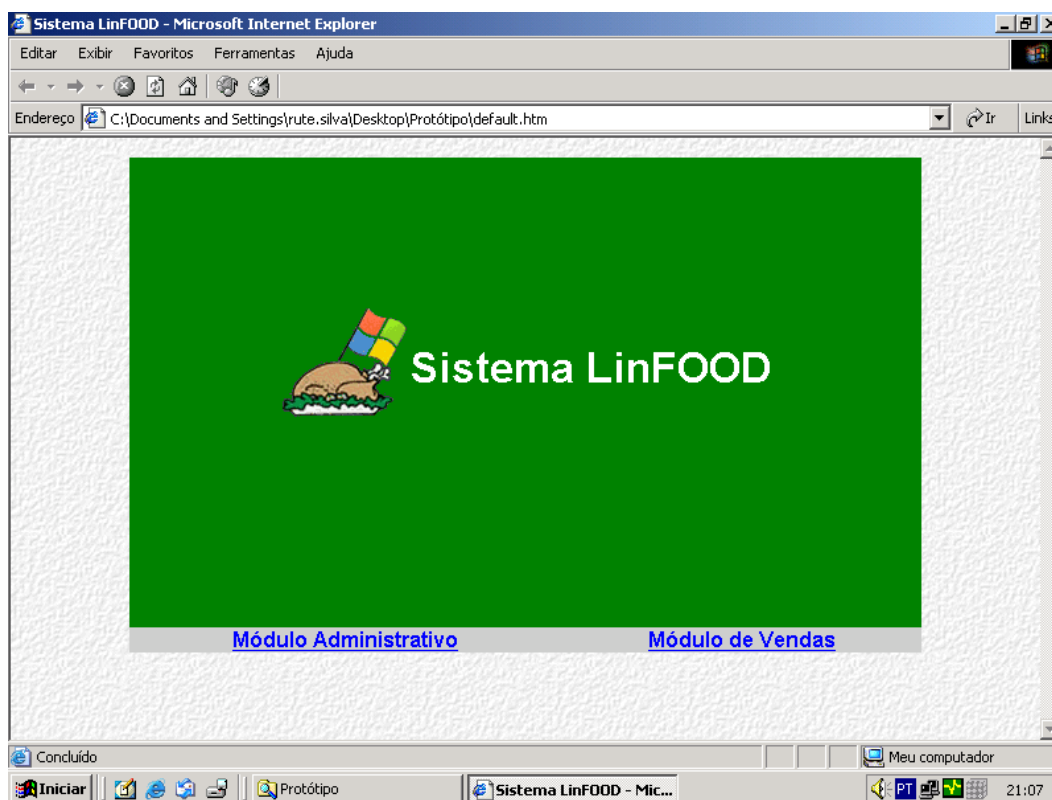 Sistema LinFOOD - Microsoft Internet Explorer
Editar Exibir Favoritos Ferramentas Ajuda
Endereço C:\Documents and Settings\rute.silva\Desktop\Protótipo\default.htm Ir Links
Sistema LinFOOD
Módulo Administrativo Módulo de Vendas
Concluído Meu computador
Iniciar Protótipo Sistema LinFOOD - Mic... PT 21:07